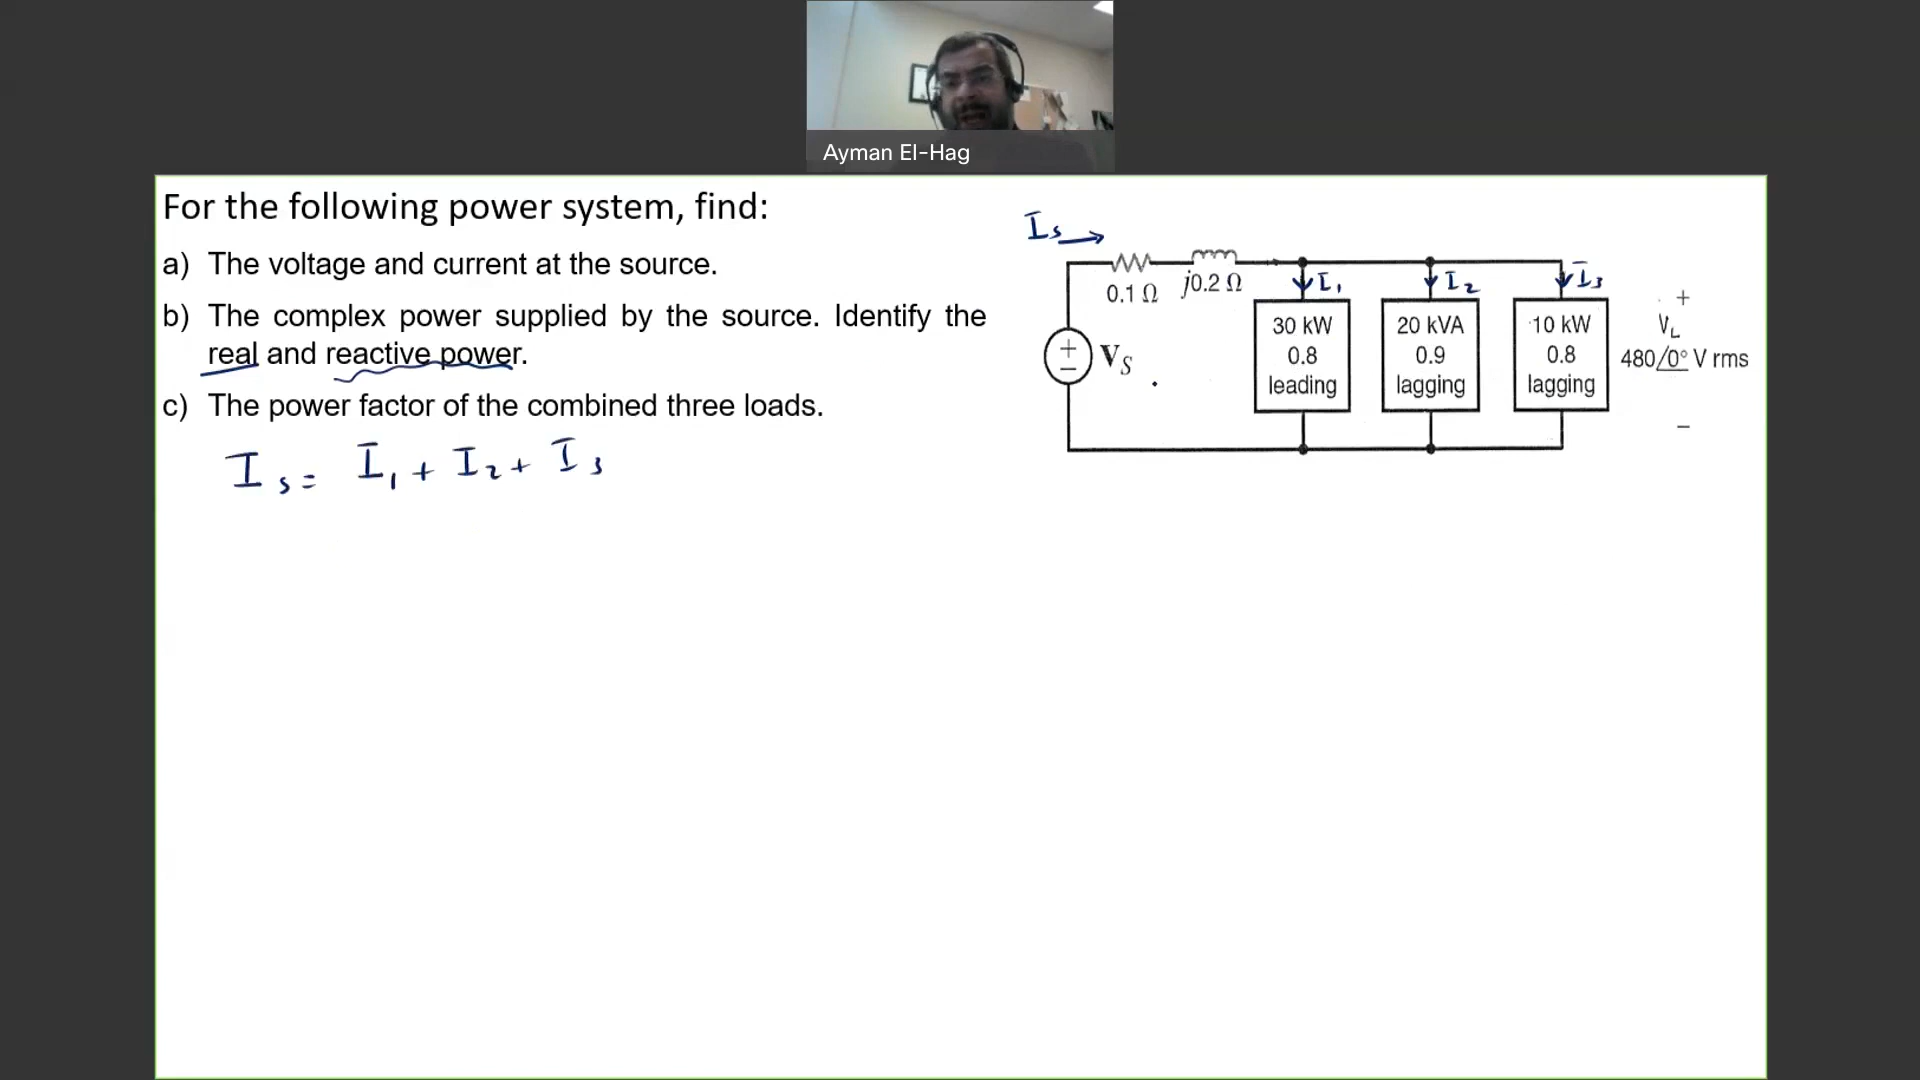 Ayman El-Hag
For the following power system, find:
a) The voltage and current at the source.
b) The complex power supplied by the source. Identify the
real and reactive power.
c) The power factor of the combined three loads.
Is = I1 + I2 + I3
Is
0.1 Ω
j0.2 Ω
I1
I2
I3
+
−
VS
30 kW
0.8
leading
20 kVA
0.9
lagging
10 kW
0.8
lagging
+
VL
480/0° V rms
−